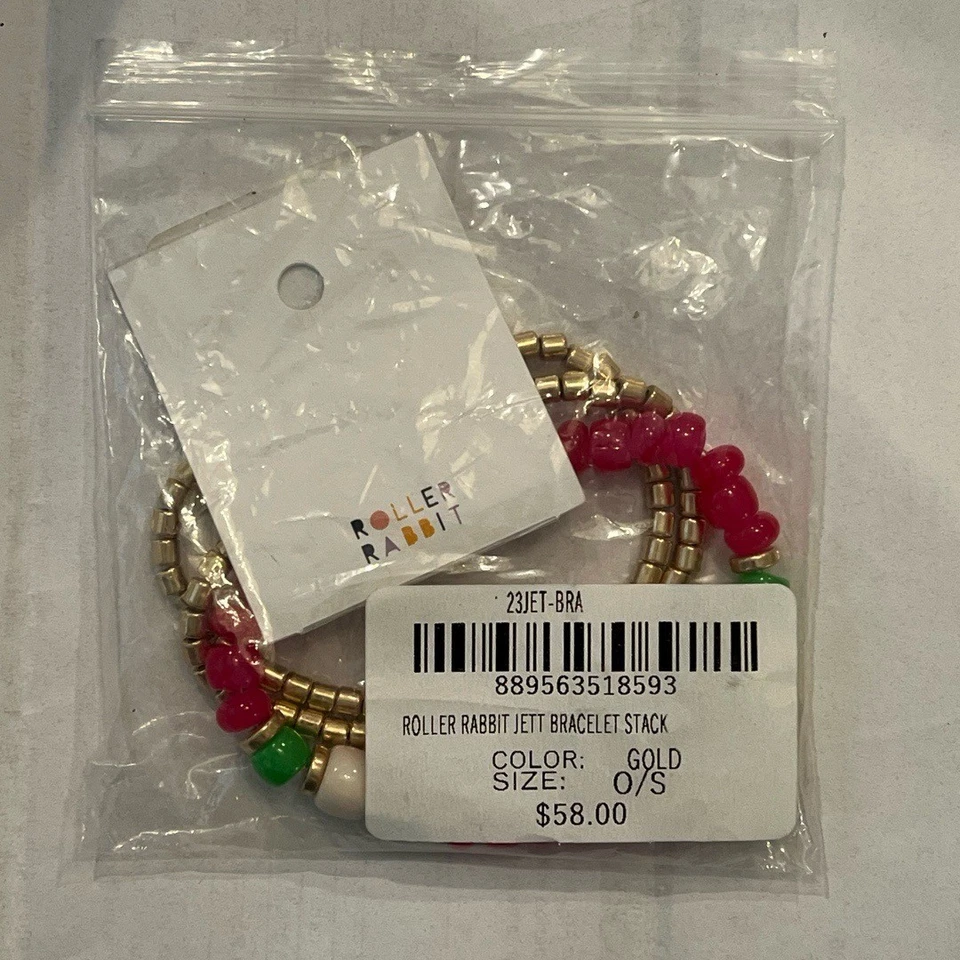 ROLLER
RABBIT
23JET-BRA
889563518593
ROLLER RABBIT JETT BRACELET STACK
COLOR: GOLD
SIZE: O/S
$58.00